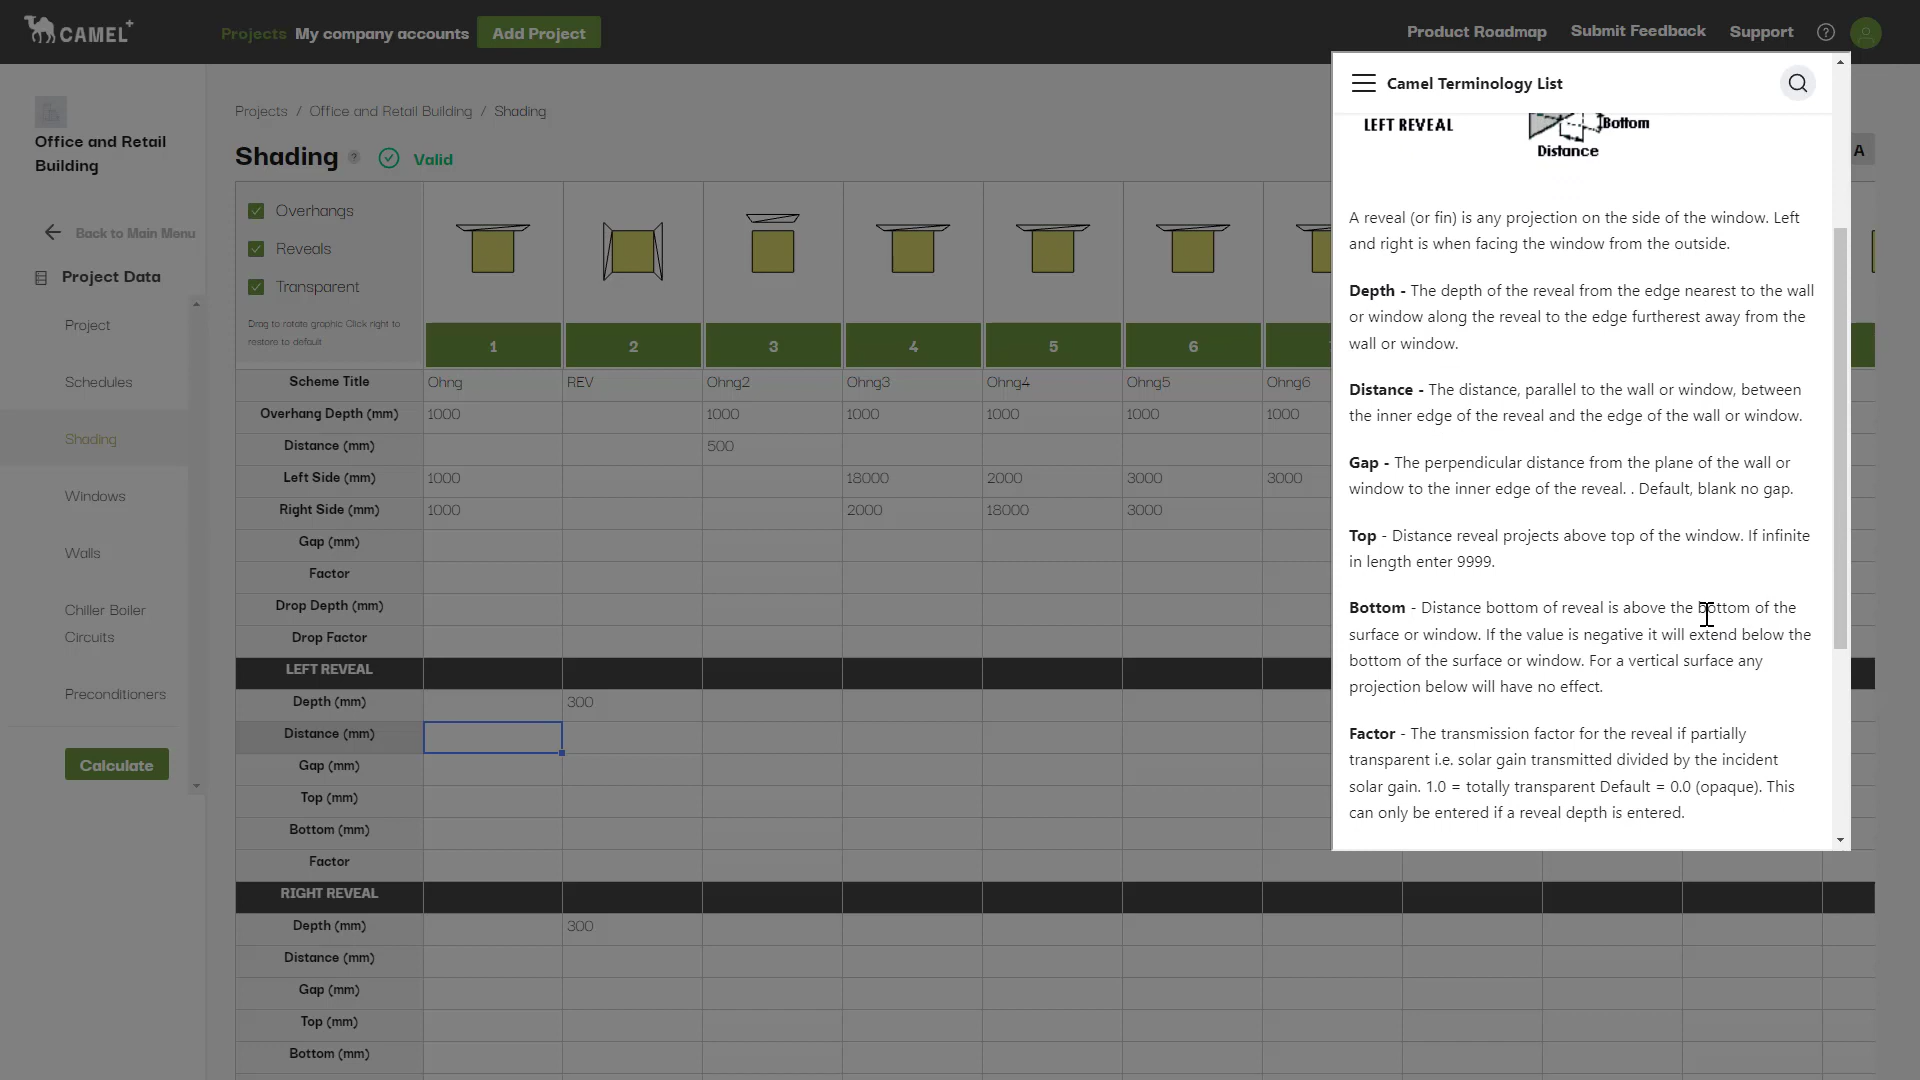 CAMEL+
Projects My company accounts Add Project
Product Roadmap Submit Feedback Support ?
Office and Retail
Building
Back to Main Menu
Project Data
Project
Schedules
Shading
Windows
Walls
Chiller Boiler
Circuits
Preconditioners
Calculate
Projects / Office and Retail Building / Shading
Shading ? Valid
A
Overhangs
Reveals
Transparent
Drag to rotate graphic Click right to
restore to default
1 2 3 4 5 6
Scheme Title Ohng REV Ohng2 Ohng3 Ohng4 Ohng5 Ohng6
Overhang Depth (mm) 1000 1000 1000 1000 1000 1000
Distance (mm) 500
Left Side (mm) 1000 18000 2000 3000 3000
Right Side (mm) 1000 2000 18000 3000
Gap (mm)
Factor
Drop Depth (mm)
Drop Factor
LEFT REVEAL
Depth (mm) 300
Distance (mm)
Gap (mm)
Top (mm)
Bottom (mm)
Factor
RIGHT REVEAL
Depth (mm) 300
Distance (mm)
Gap (mm)
Top (mm)
Bottom (mm)
Camel Terminology List
LEFT REVEAL
Bottom
Distance
A reveal (or fin) is any projection on the side of the window. Left
and right is when facing the window from the outside.
Depth - The depth of the reveal from the edge nearest to the wall
or window along the reveal to the edge furtherest away from the
wall or window.
Distance - The distance, parallel to the wall or window, between
the inner edge of the reveal and the edge of the wall or window.
Gap - The perpendicular distance from the plane of the wall or
window to the inner edge of the reveal. . Default, blank no gap.
Top - Distance reveal projects above top of the window. If infinite
in length enter 9999.
Bottom - Distance bottom of reveal is above the bottom of the
surface or window. If the value is negative it will extend below the
bottom of the surface or window. For a vertical surface any
projection below will have no effect.
Factor - The transmission factor for the reveal if partially
transparent i.e. solar gain transmitted divided by the incident
solar gain. 1.0 = totally transparent Default = 0.0 (opaque). This
can only be entered if a reveal depth is entered.